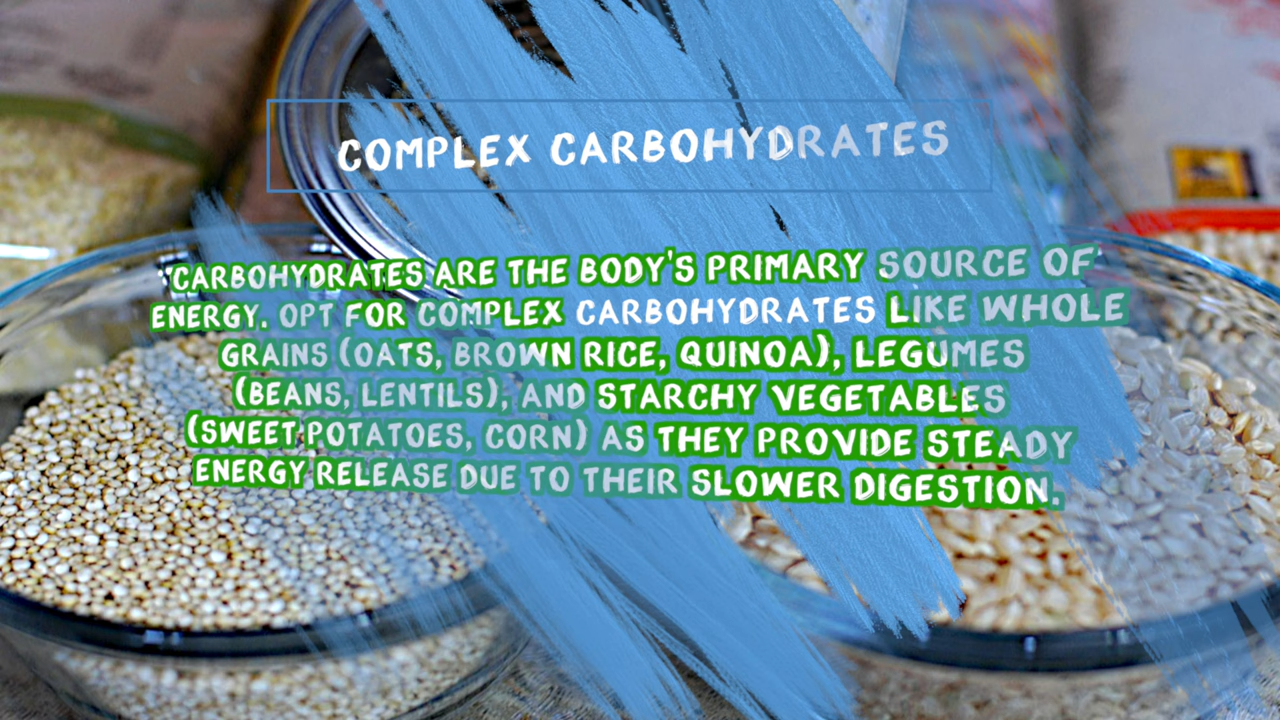 COMPLEX CARBOHYDRATES
"CARBOHYDRATES ARE THE BODY'S PRIMARY SOURCE OF
ENERGY. OPT FOR COMPLEX CARBOHYDRATES LIKE WHOLE
GRAINS (OATS, BROWN RICE, QUINOA), LEGUMES
(BEANS, LENTILS), AND STARCHY VEGETABLES
(SWEET POTATOES, CORN) AS THEY PROVIDE STEADY
ENERGY RELEASE DUE TO THEIR SLOWER DIGESTION.